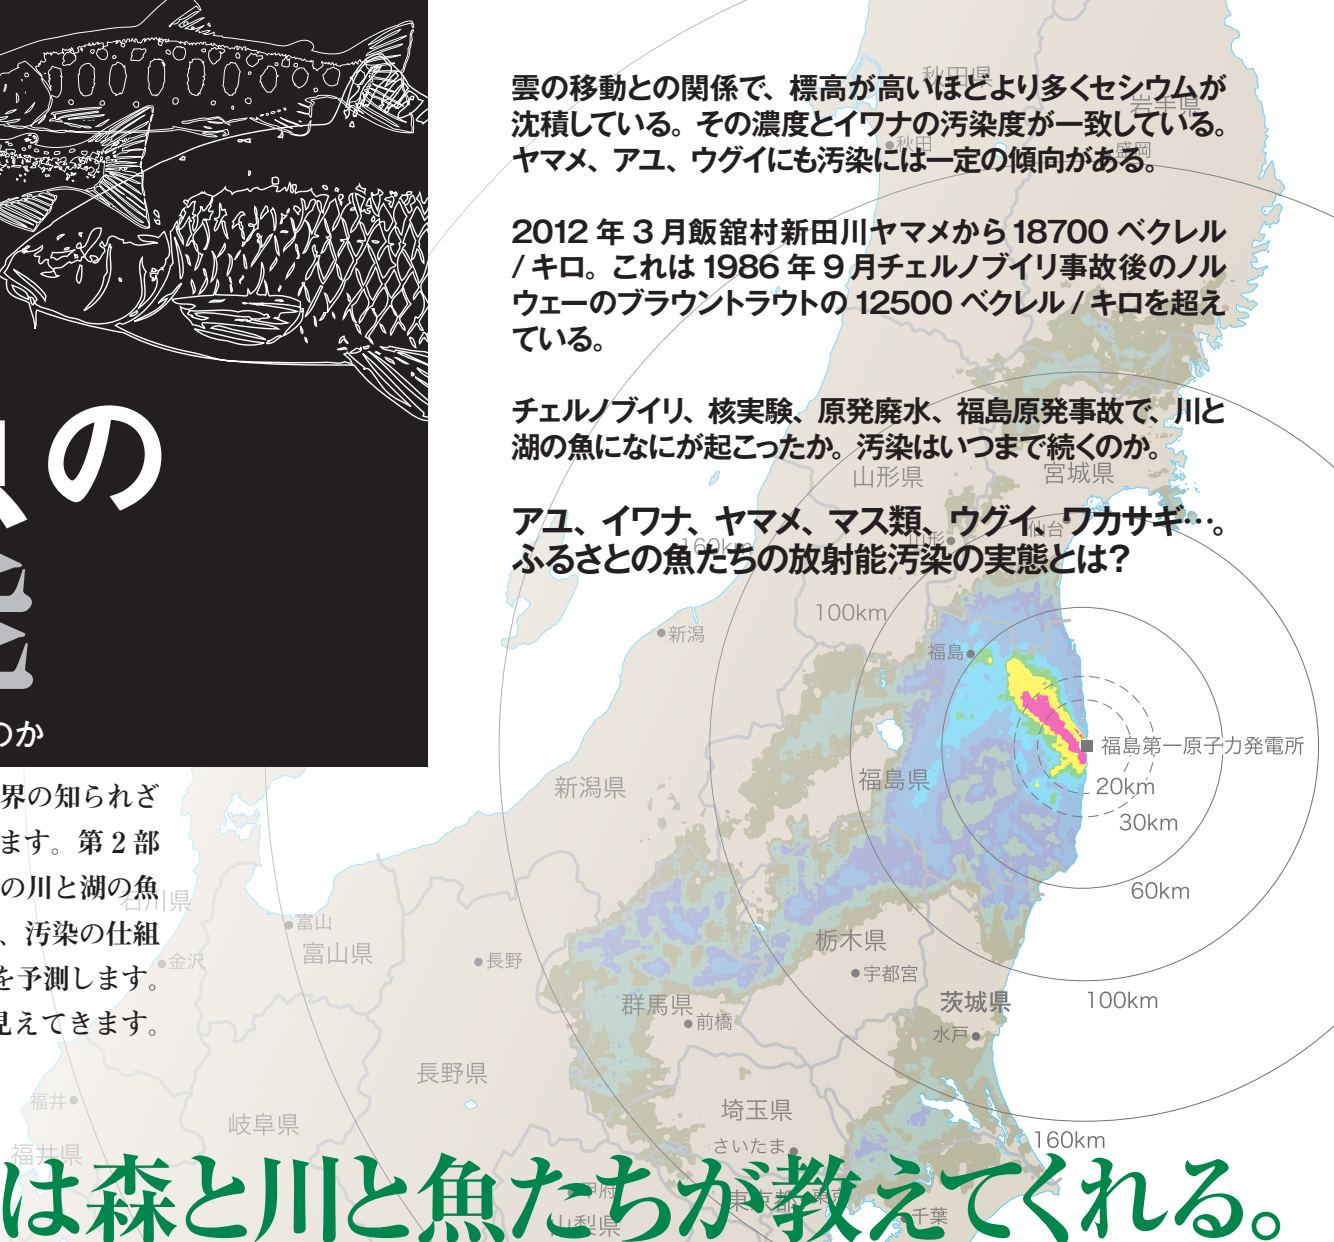 雲の移動との関係で、標高が高いほどより多くセシウムが
沈積している。その濃度とイワナの汚染度が一致している。
ヤマメ、アユ、ウグイにも汚染には一定の傾向がある。
2012 年 3 月飯舘村新田川ヤマメから 18700 ベクレル
/ キロ。これは 1986 年 9 月チェルノブイリ事故後のノル
ウェーのブラウントラウトの 12500 ベクレル / キロを超え
ている。
チェルノブイリ、核実験、原発廃水、福島原発事故で、川と
湖の魚になにが起こったか。汚染はいつまで続くのか。
アユ、イワナ、ヤマメ、マス類、ウグイ、ワカサギ…。
ふるさとの魚たちの放射能汚染の実態とは?
の
のか
界の知られざ
ます。第 2 部
の川と湖の魚
、汚染の仕組
を予測します。
見えてきます。
秋田県
岩手県
秋田
盛岡
山形県
宮城県
山形
仙台
160km
100km
新潟
福島
福島第一原子力発電所
20km
30km
60km
100km
160km
新潟県
福島県
石川県
富山
富山県
金沢
長野
栃木県
宇都宮
群馬県
前橋
茨城県
水戸
長野県
福井
岐阜県
埼玉県
さいたま
福井県
甲府
山梨県
東京都
東京
千葉
は森と川と魚たちが教えてくれる。